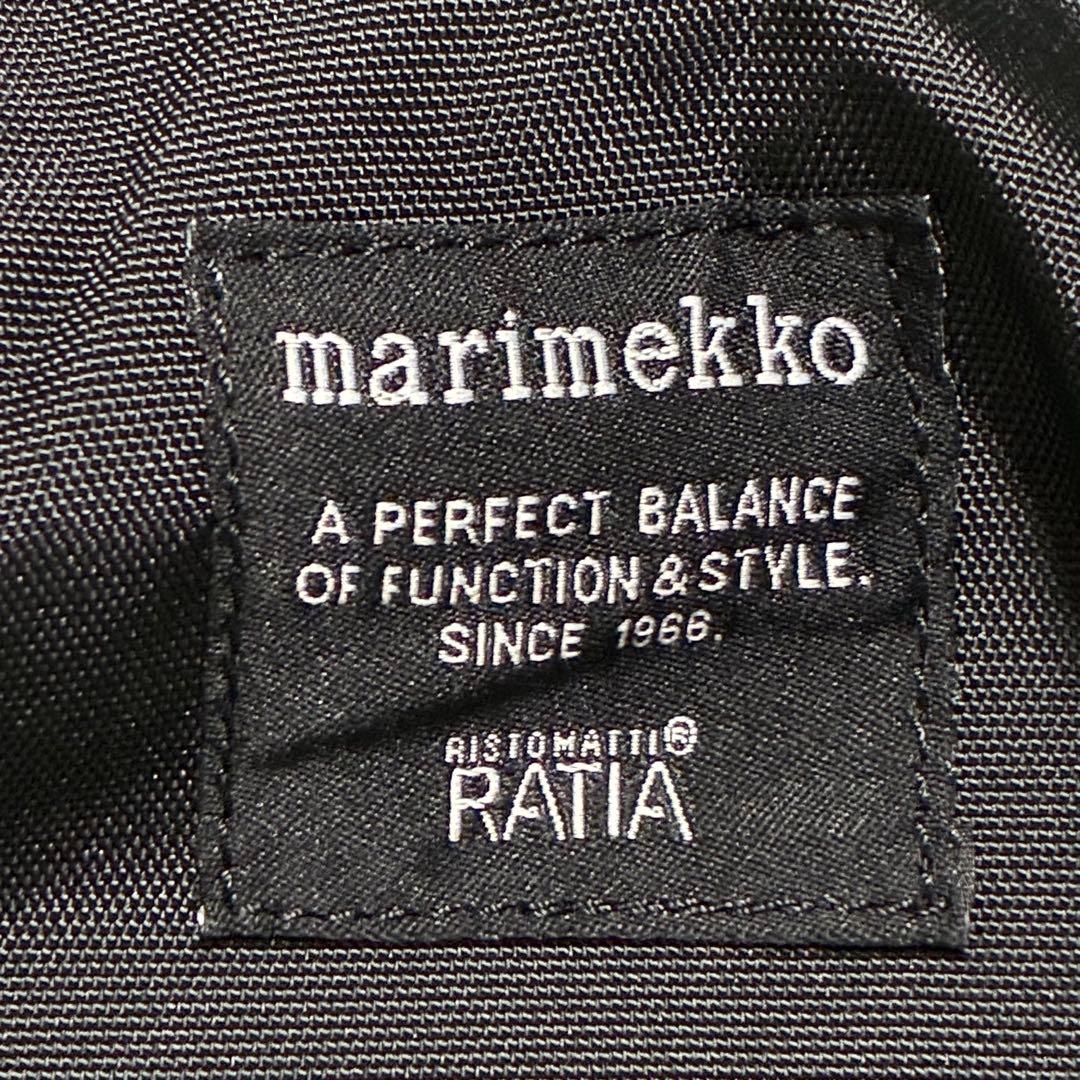 marimekko
A PERFECT BALANCE
OF FUNCTION & STYLE.
SINCE 1966.
RISTOMATTI®
RATIA